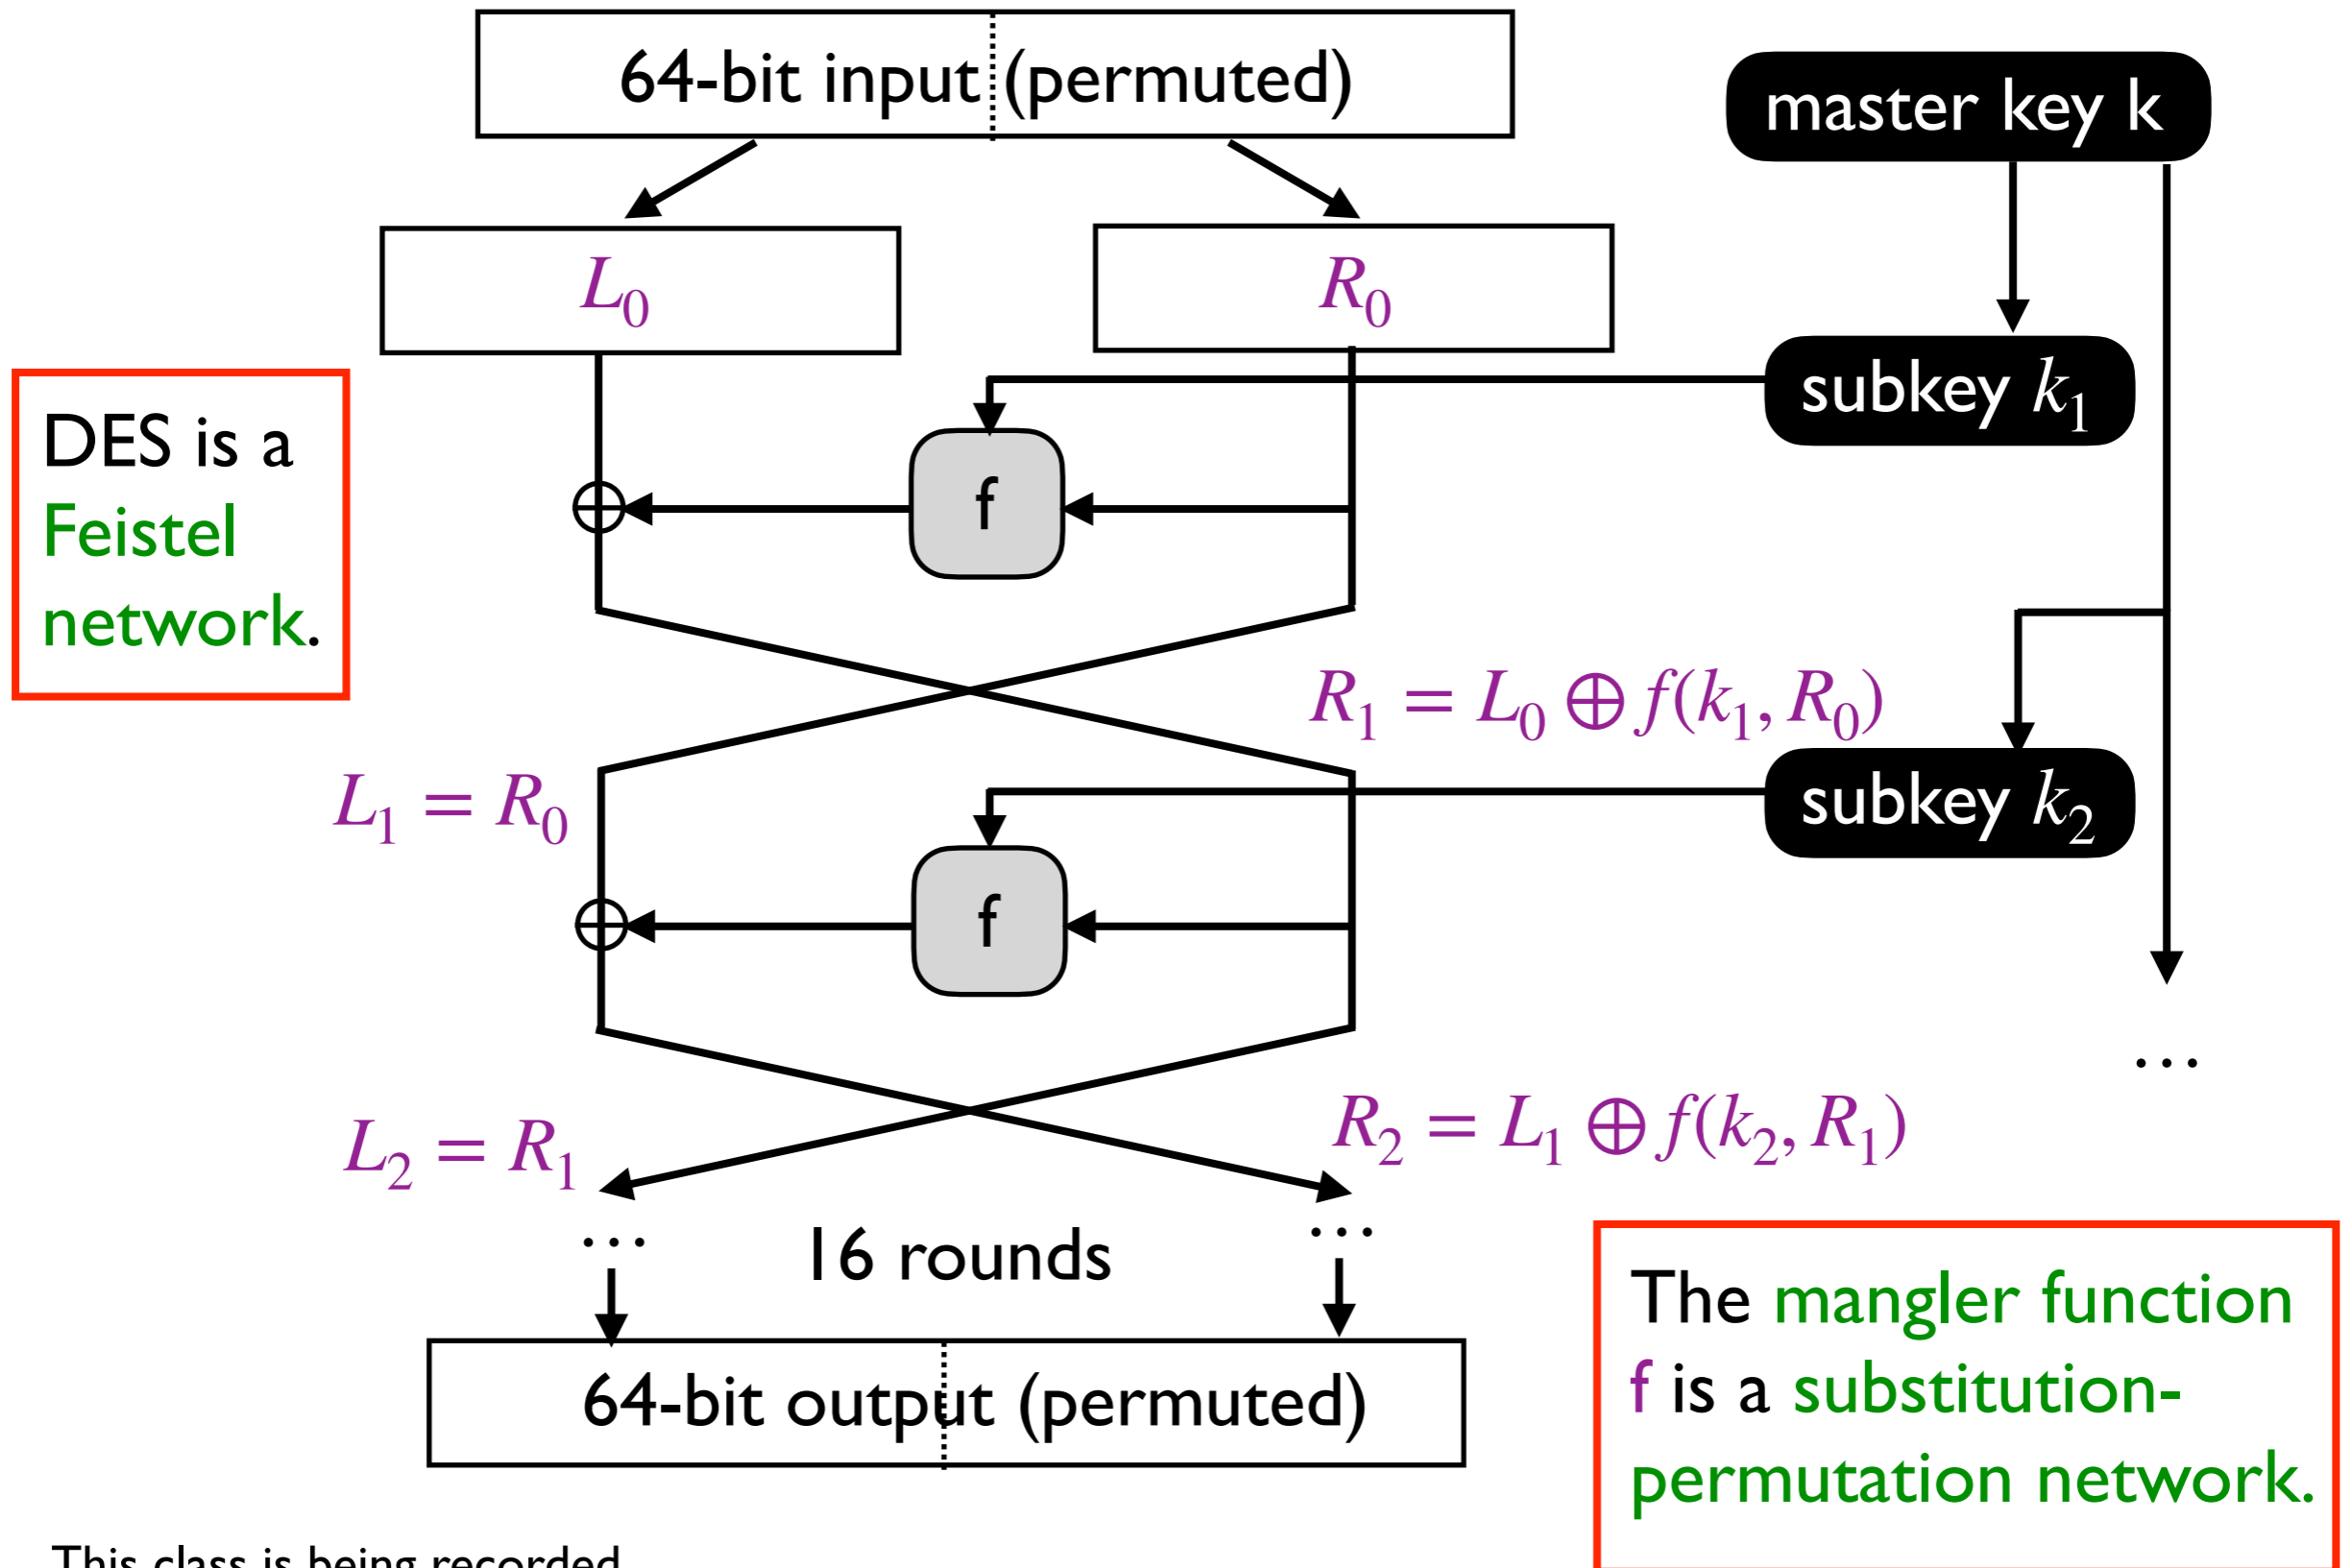 64-bit input (permuted)
master key k
L₀
R₀
subkey k₁
DES is a
Feistel
network.
f
R₁ = L₀ ⊕ f(k₁, R₀)
L₁ = R₀
subkey k₂
f
...
R₂ = L₁ ⊕ f(k₂, R₁)
L₂ = R₁
...
16 rounds
...
64-bit output (permuted)
The mangler function
f is a substitution-
permutation network.
This class is being recorded